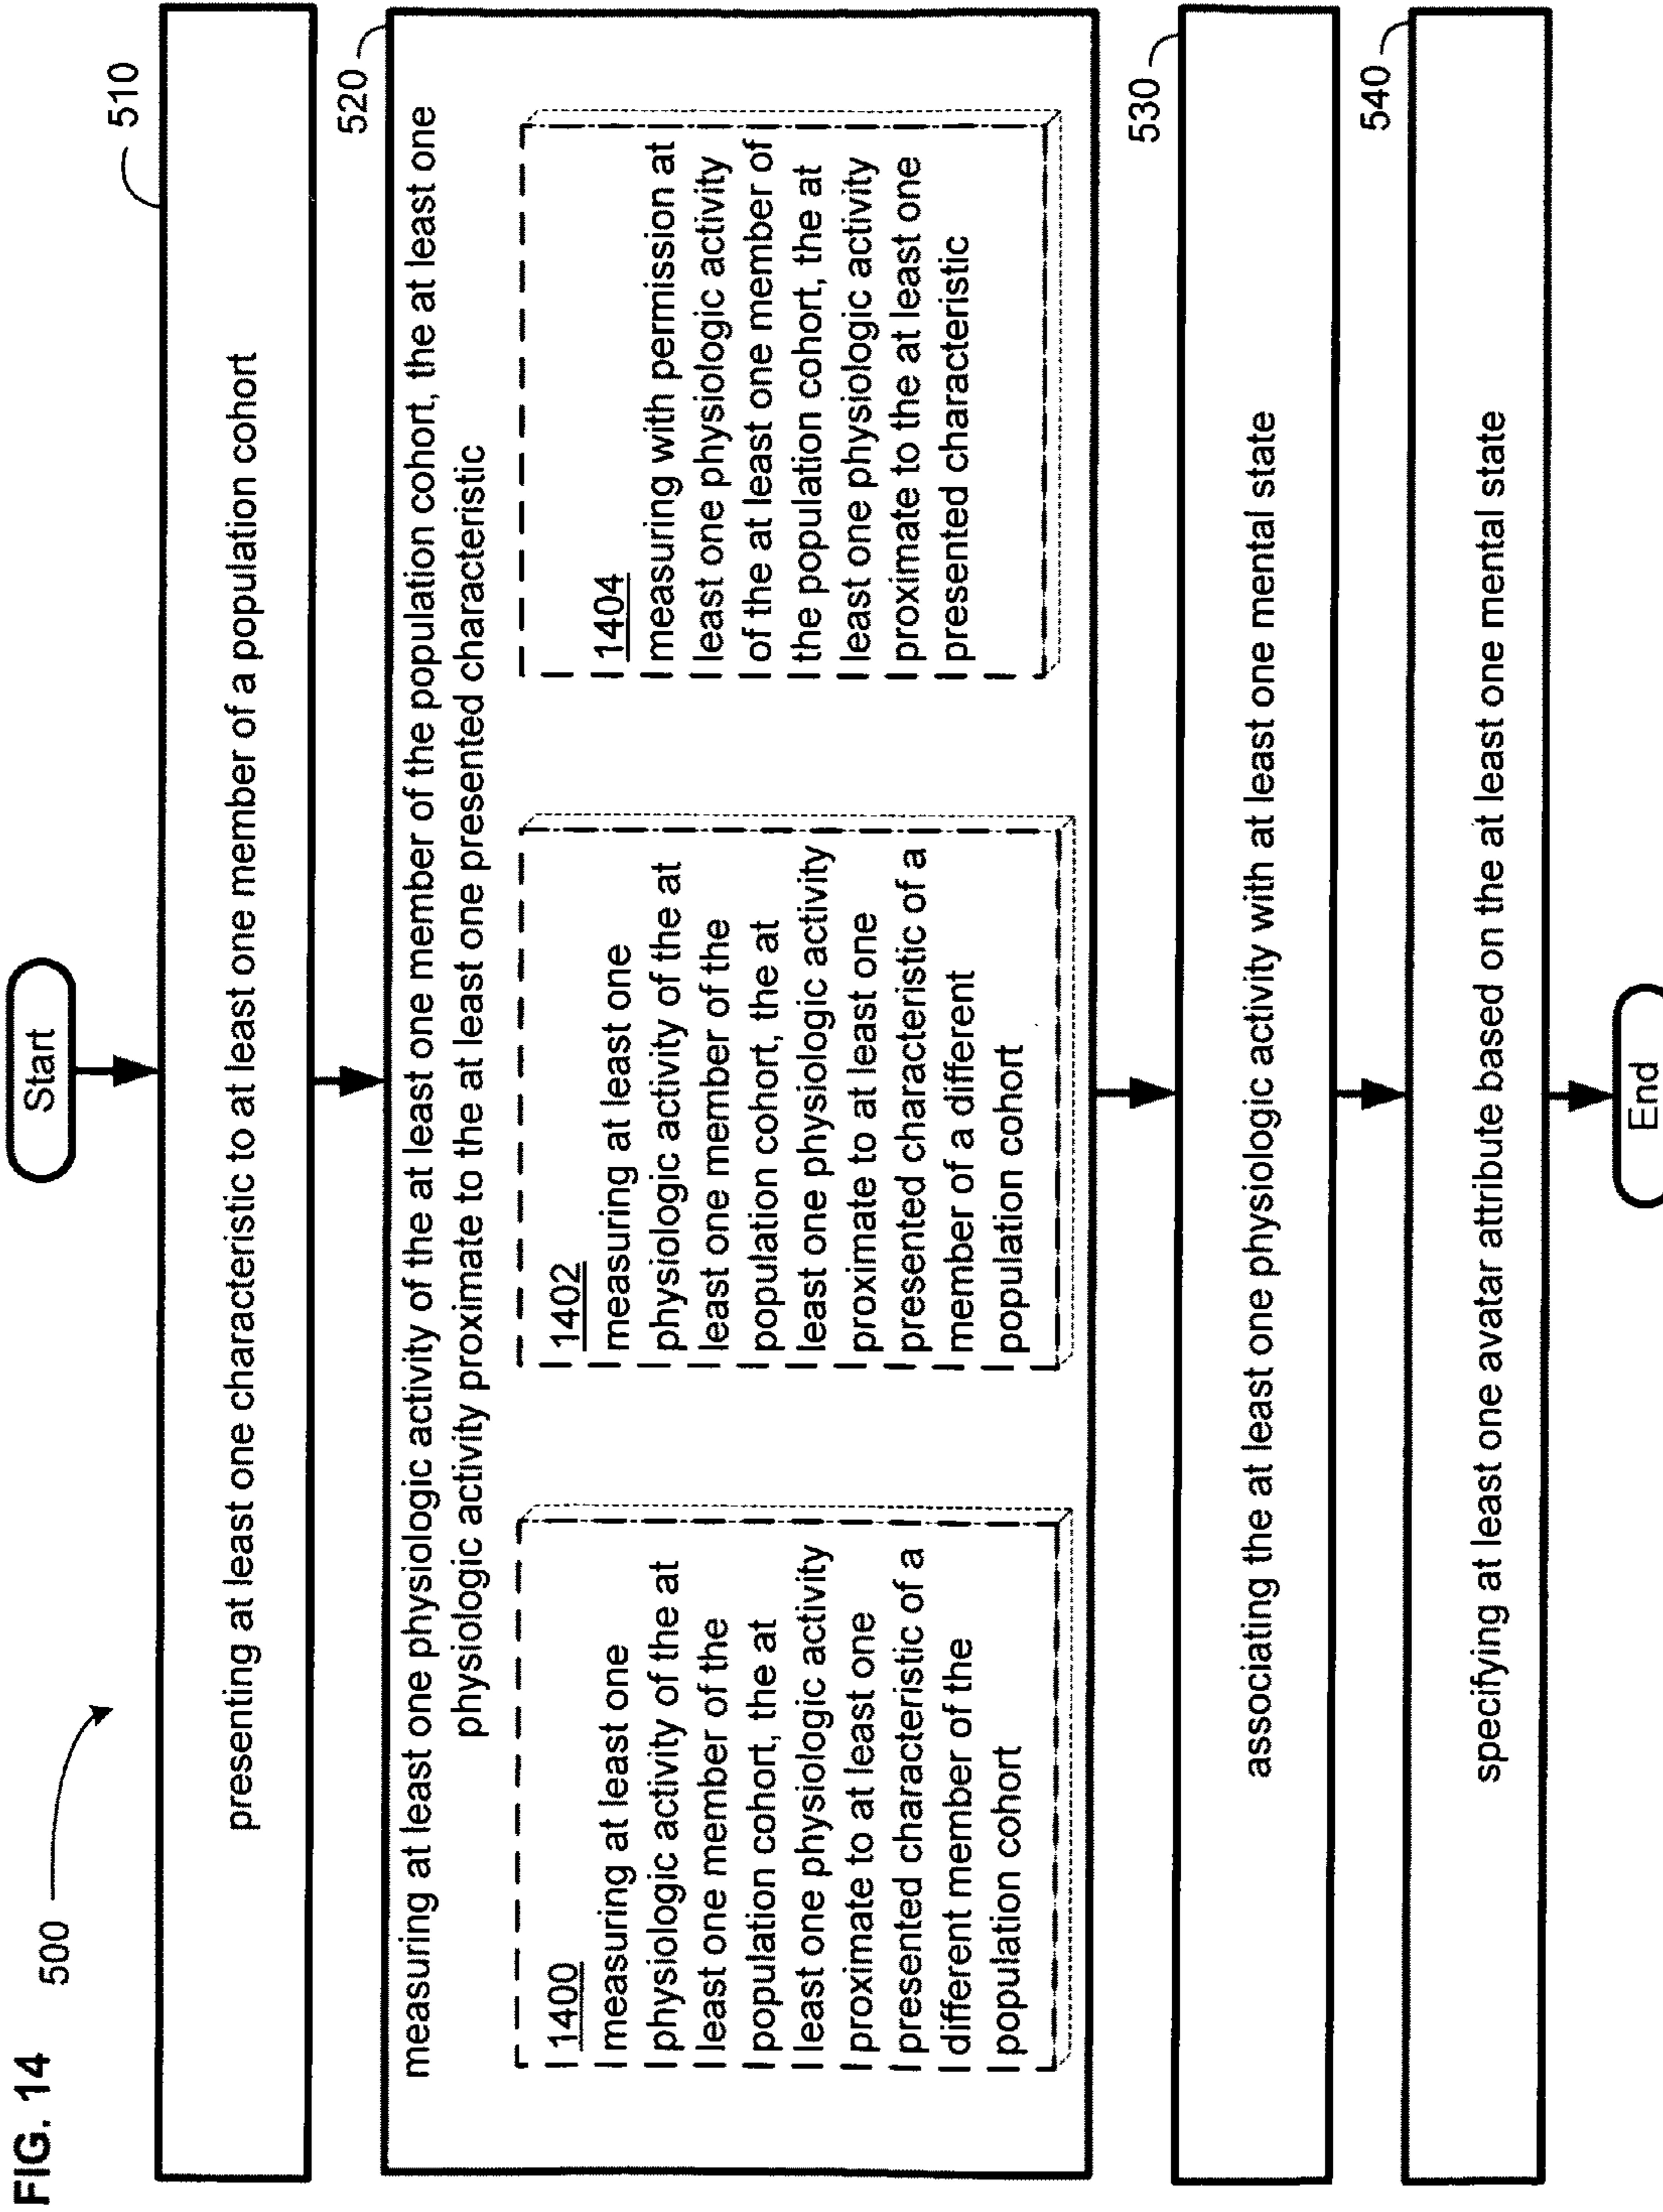 FIG. 14
500
Start
510
presenting at least one characteristic to at least one member of a population cohort
520
measuring at least one physiologic activity of the at least one member of the population cohort, the at least one
physiologic activity proximate to the at least one presented characteristic
1400
measuring at least one
physiologic activity of the at
least one member of the
population cohort, the at
least one physiologic activity
proximate to at least one
presented characteristic of a
different member of the
population cohort
1402
measuring at least one
physiologic activity of the at
least one member of the
population cohort, the at
least one physiologic activity
proximate to at least one
presented characteristic of a
member of a different
population cohort
1404
measuring with permission at
least one physiologic activity
of the at least one member of
the population cohort, the at
least one physiologic activity
proximate to the at least one
presented characteristic
530
associating the at least one physiologic activity with at least one mental state
540
specifying at least one avatar attribute based on the at least one mental state
End